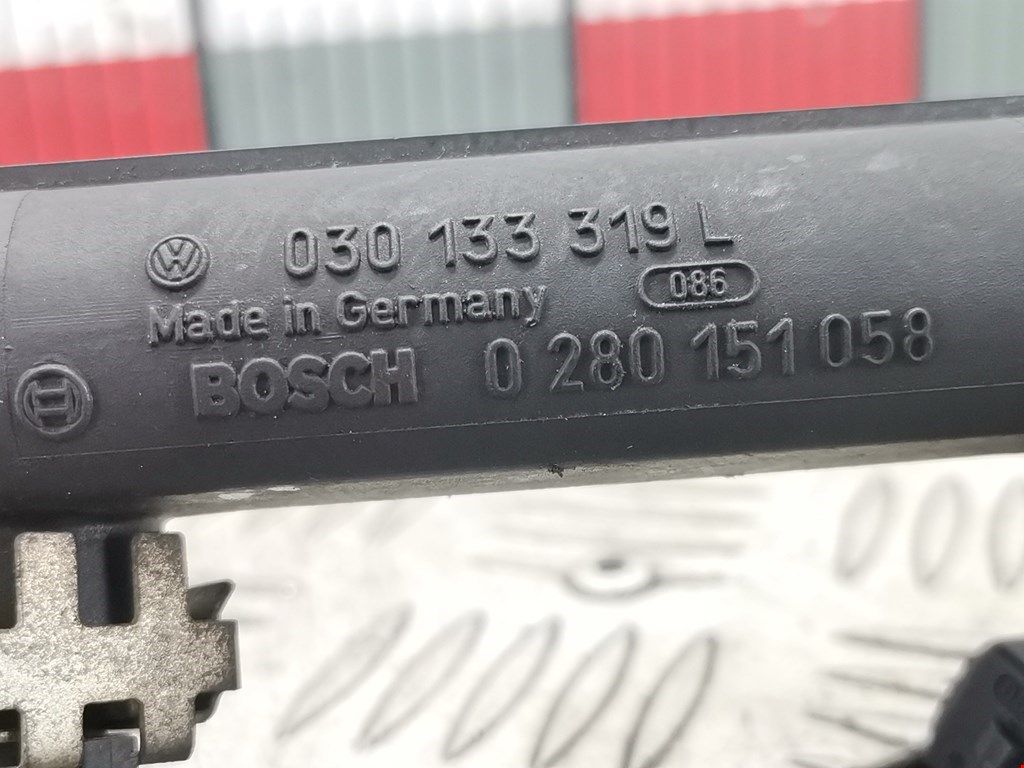 030 133 319 L
086
Made in Germany
BOSCH 0 280 151 058